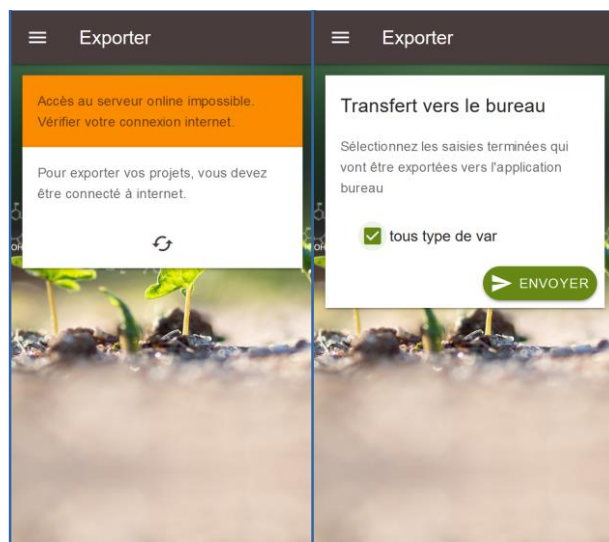 Exporter
Accès au serveur online impossible.
Vérifier votre connexion internet.
Pour exporter vos projets, vous devez
être connecté à internet.
OH
Exporter
Transfert vers le bureau
Sélectionnez les saisies terminées qui
vont être exportées vers l'application
bureau
tous type de var
ENVOYER